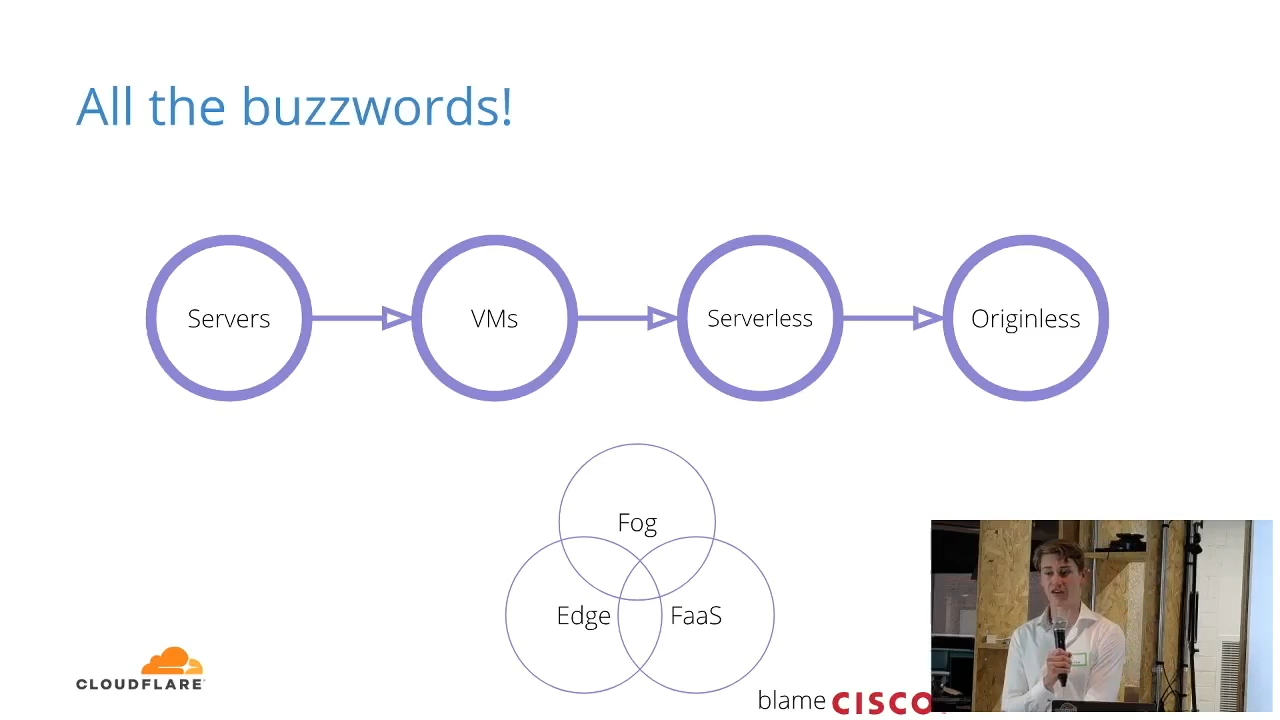 All the buzzwords!
Servers
VMs
Serverless
Originless
Fog
Edge
FaaS
CLOUDFLARE
blame CISCO